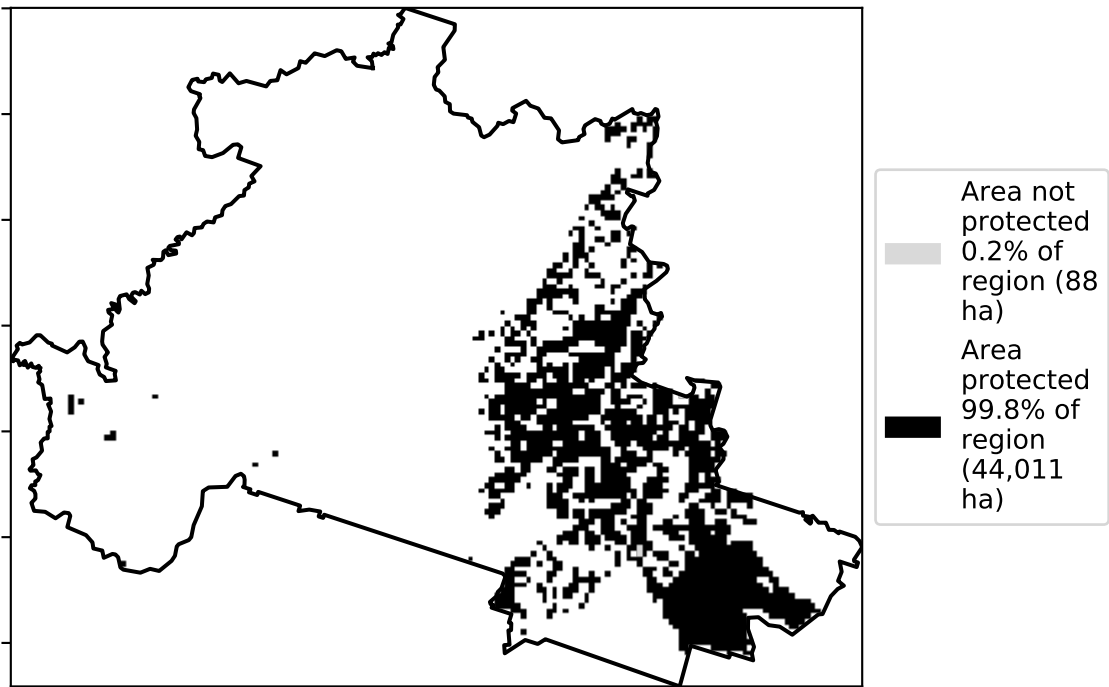 Area not
protected
0.2% of
region (88
ha)
Area
protected
99.8% of
region
(44,011
ha)